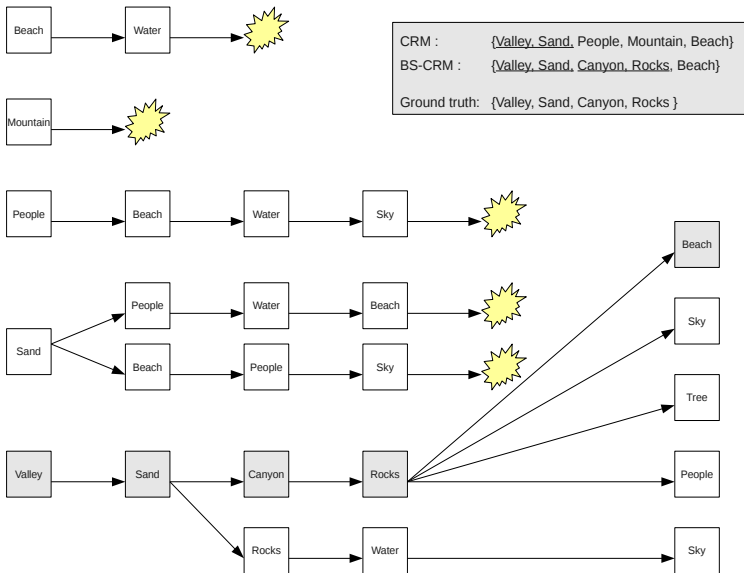 Beach Water
CRM : {Valley, Sand, People, Mountain, Beach}
BS-CRM : {Valley, Sand, Canyon, Rocks, Beach}
Ground truth: {Valley, Sand, Canyon, Rocks }
Mountain
People Beach Water Sky
Beach
People Water Beach
Sky
Sand
Beach People Sky
Tree
Valley Sand Canyon Rocks People
Rocks Water Sky